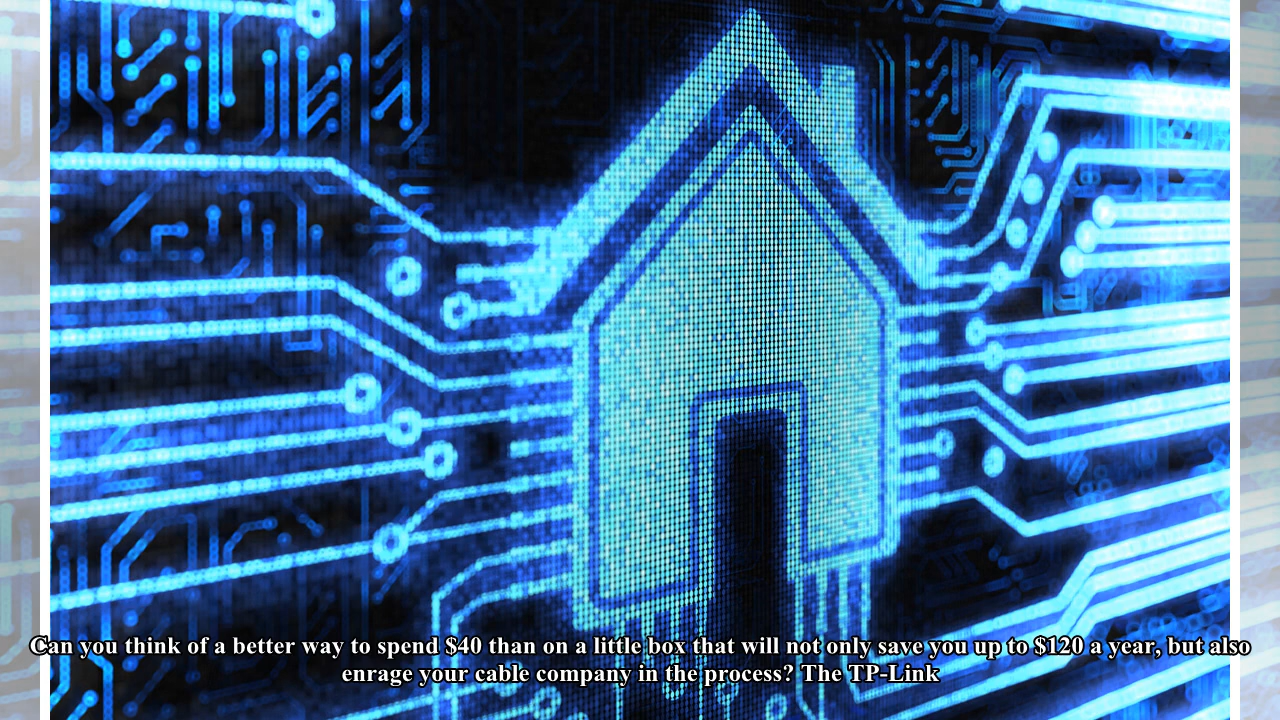 Can you think of a better way to spend $40 than on a little box that will not only save you up to $120 a year, but also
enrage your cable company in the process? The TP-Link